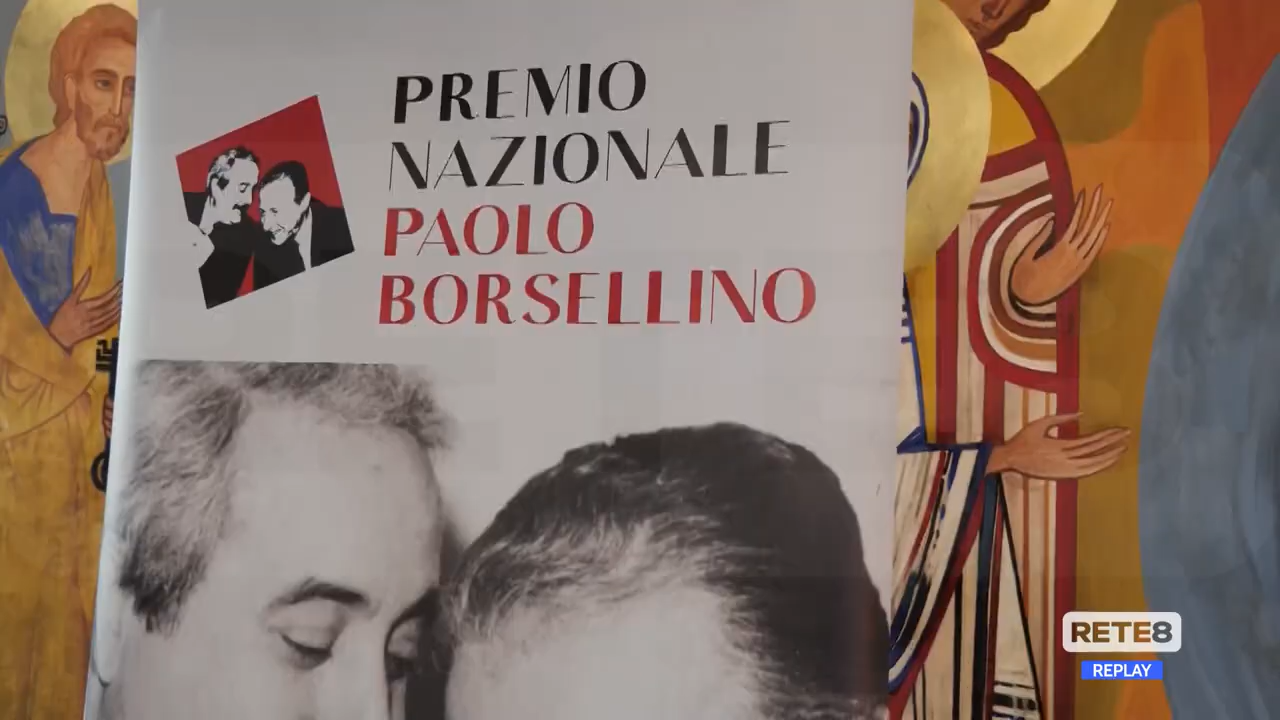 PREMIO
NAZIONALE
PAOLO
BORSELLINO
RETE8
REPLAY